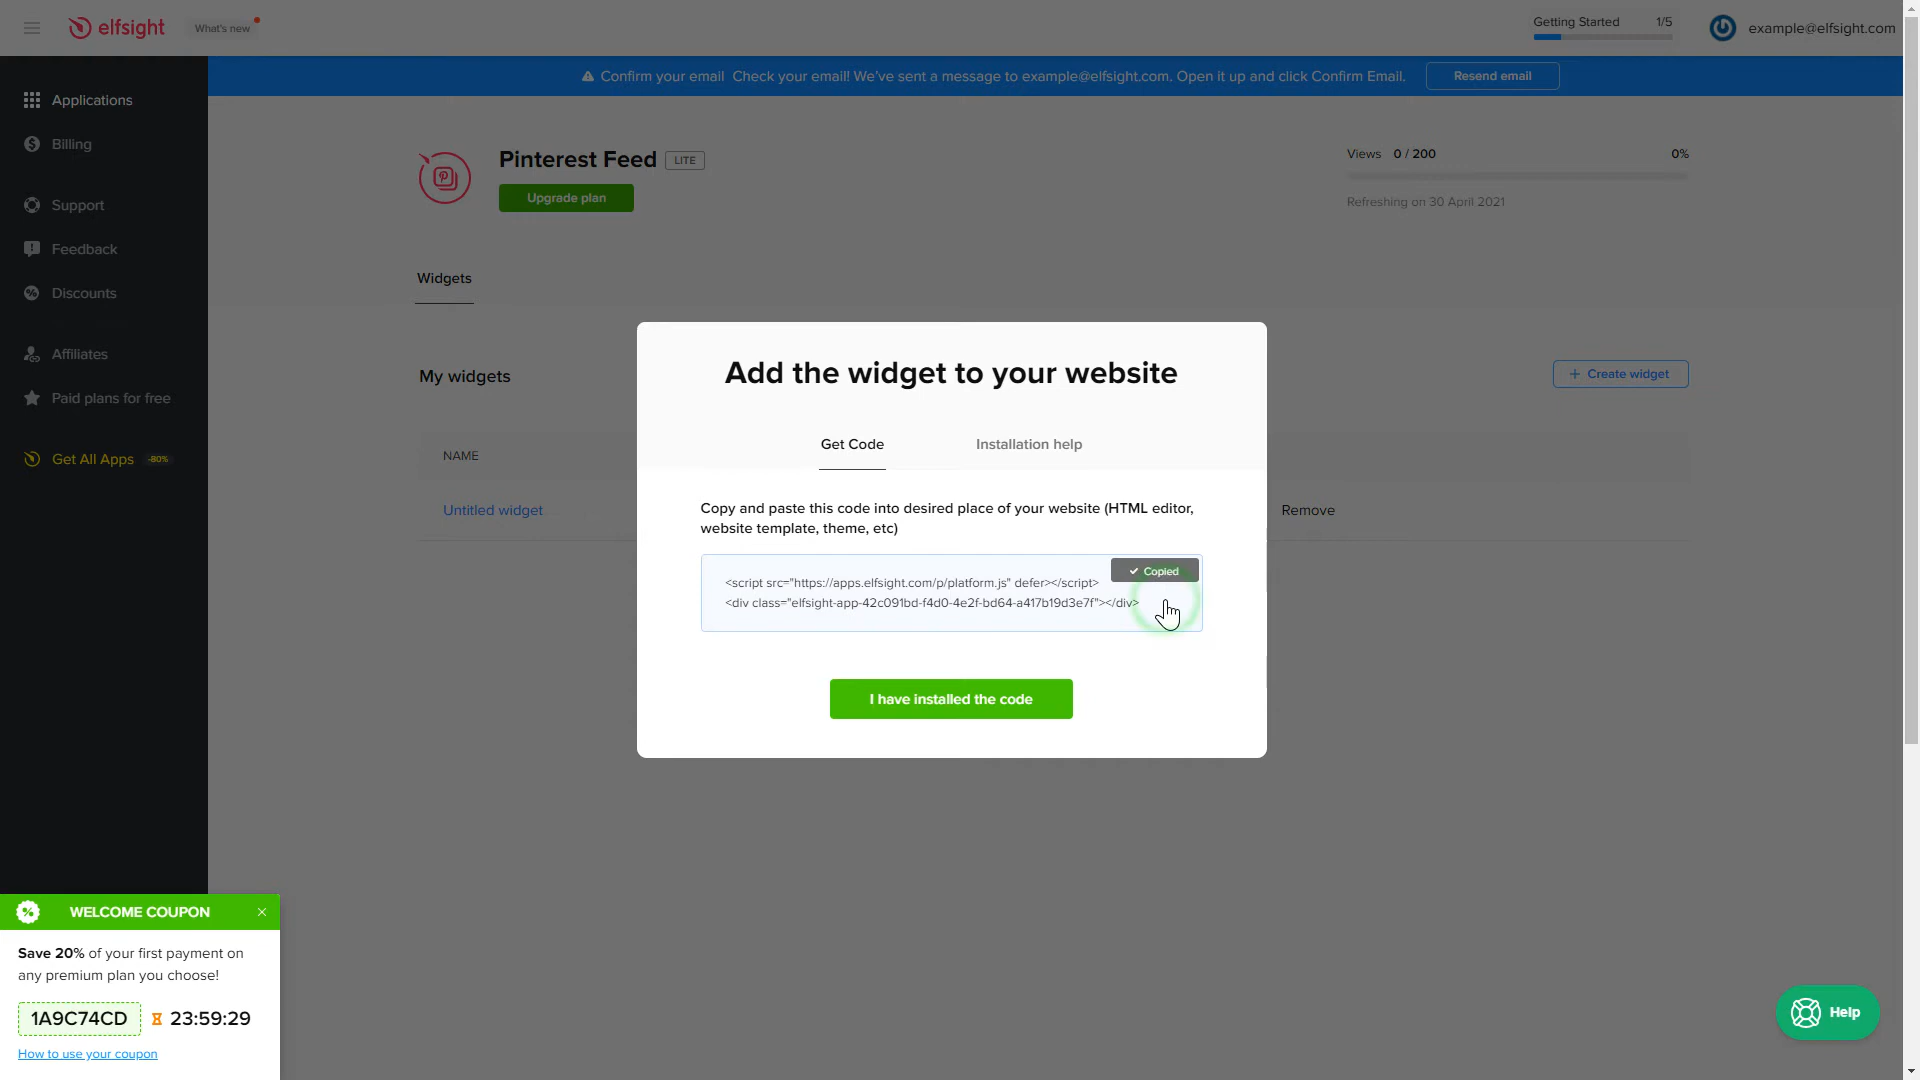 elfsight
What's new
Getting Started 1/5
example@elfsight.com
Confirm your email Check your email! We've sent a message to example@elfsight.com. Open it up and click Confirm Email.
Resend email
Applications
Billing
Support
Feedback
Discounts
Affiliates
Paid plans for free
Get All Apps -80%
Pinterest Feed LITE
Upgrade plan
Views 0 / 200 0%
Refreshing on 30 April 2021
Widgets
My widgets
+ Create widget
NAME
Untitled widget
Remove
Add the widget to your website
Get Code Installation help
Copy and paste this code into desired place of your website (HTML editor,
website template, theme, etc)
Copied
<script src="https://apps.elfsight.com/p/platform.js" defer></script>
<div class="elfsight-app-42c091bd-f4d0-4e2f-bd64-a417b19d3e7f"></div>
I have installed the code
WELCOME COUPON
Save 20% of your first payment on
any premium plan you choose!
1A9C74CD 23:59:29
How to use your coupon
Help